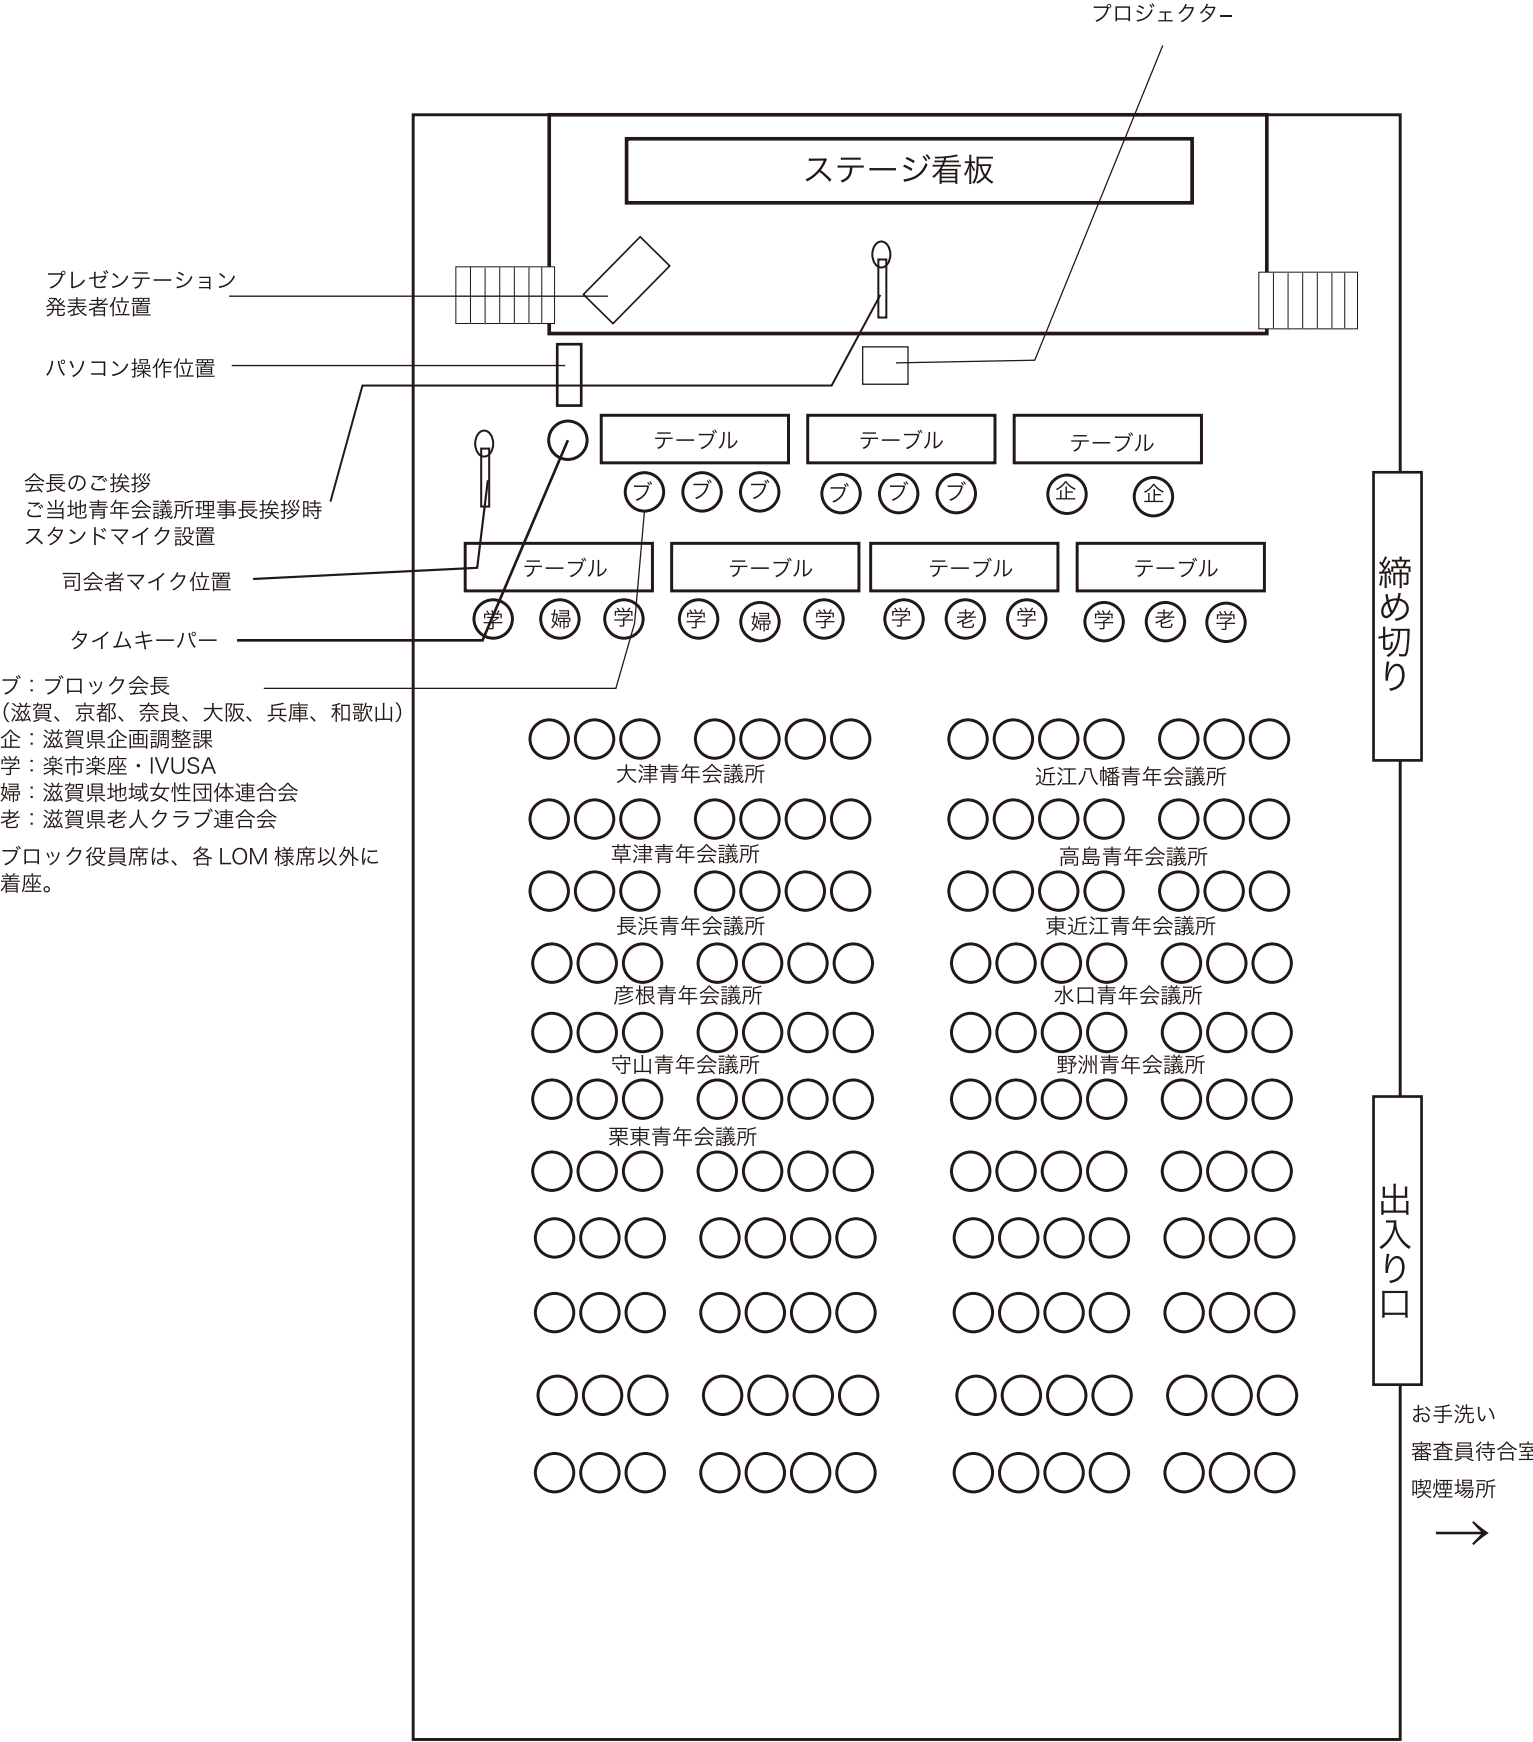 プロジェクター
ステージ看板
プレゼンテーション
発表者位置
パソコン操作位置
会長のご挨拶
ご当地青年会議所理事長挨拶時
スタンドマイク設置
司会者マイク位置
タイムキーパー
テーブル
テーブル
テーブル
ブ
ブ
ブ
ブ
ブ
ブ
企
企
テーブル
テーブル
テーブル
テーブル
学
婦
学
学
婦
学
学
老
学
学
老
学
ブ：ブロック会長
（滋賀、京都、奈良、大阪、兵庫、和歌山）
企：滋賀県企画調整課
学：楽市楽座・IVUSA
婦：滋賀県地域女性団体連合会
老：滋賀県老人クラブ連合会
ブロック役員席は、各 LOM 様席以外に
着座。
大津青年会議所
近江八幡青年会議所
草津青年会議所
高島青年会議所
長浜青年会議所
東近江青年会議所
彦根青年会議所
水口青年会議所
守山青年会議所
野洲青年会議所
栗東青年会議所
締め切り
出入り口
お手洗い
審査員待合室
喫煙場所